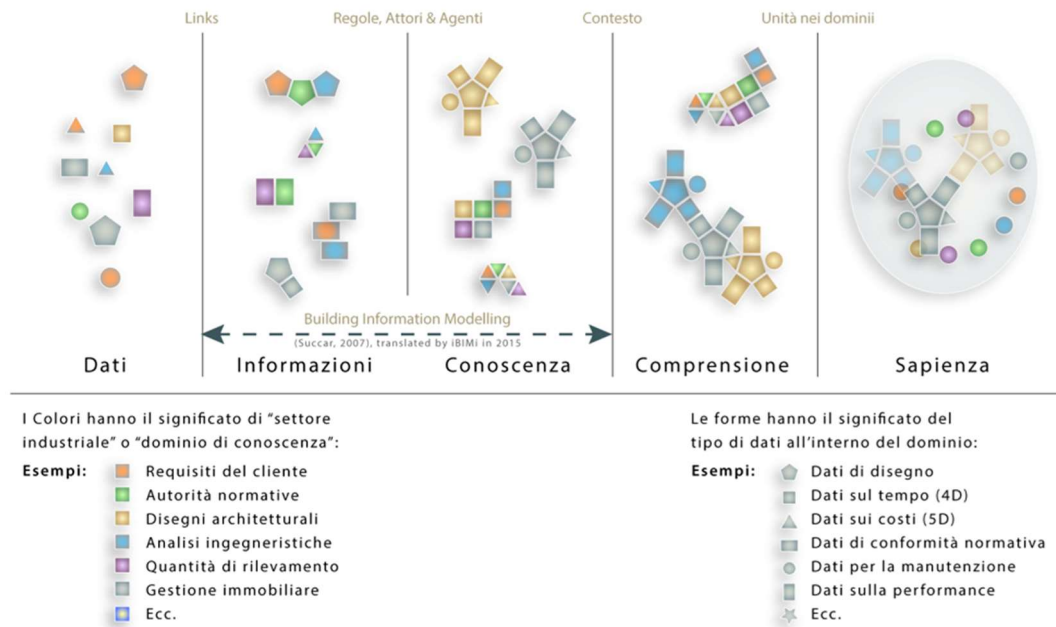 Links
Regole, Attori & Agenti
Contesto
Unità nei dominii
Building Information Modelling
(Succar, 2007), translated by iBIMi in 2015
Dati
Informazioni
Conoscenza
Comprensione
Sapienza
I Colori hanno il significato di “settore
industriale” o “dominio di conoscenza”:
Esempi:
Requisiti del cliente
Autorità normative
Disegni architetturali
Analisi ingegneristiche
Quantità di rilevamento
Gestione immobiliare
Ecc.
Le forme hanno il significato del
tipo di dati all’interno del dominio:
Esempi:
Dati di disegno
Dati sul tempo (4D)
Dati sui costi (5D)
Dati di conformità normativa
Dati per la manutenzione
Dati sulla performance
Ecc.